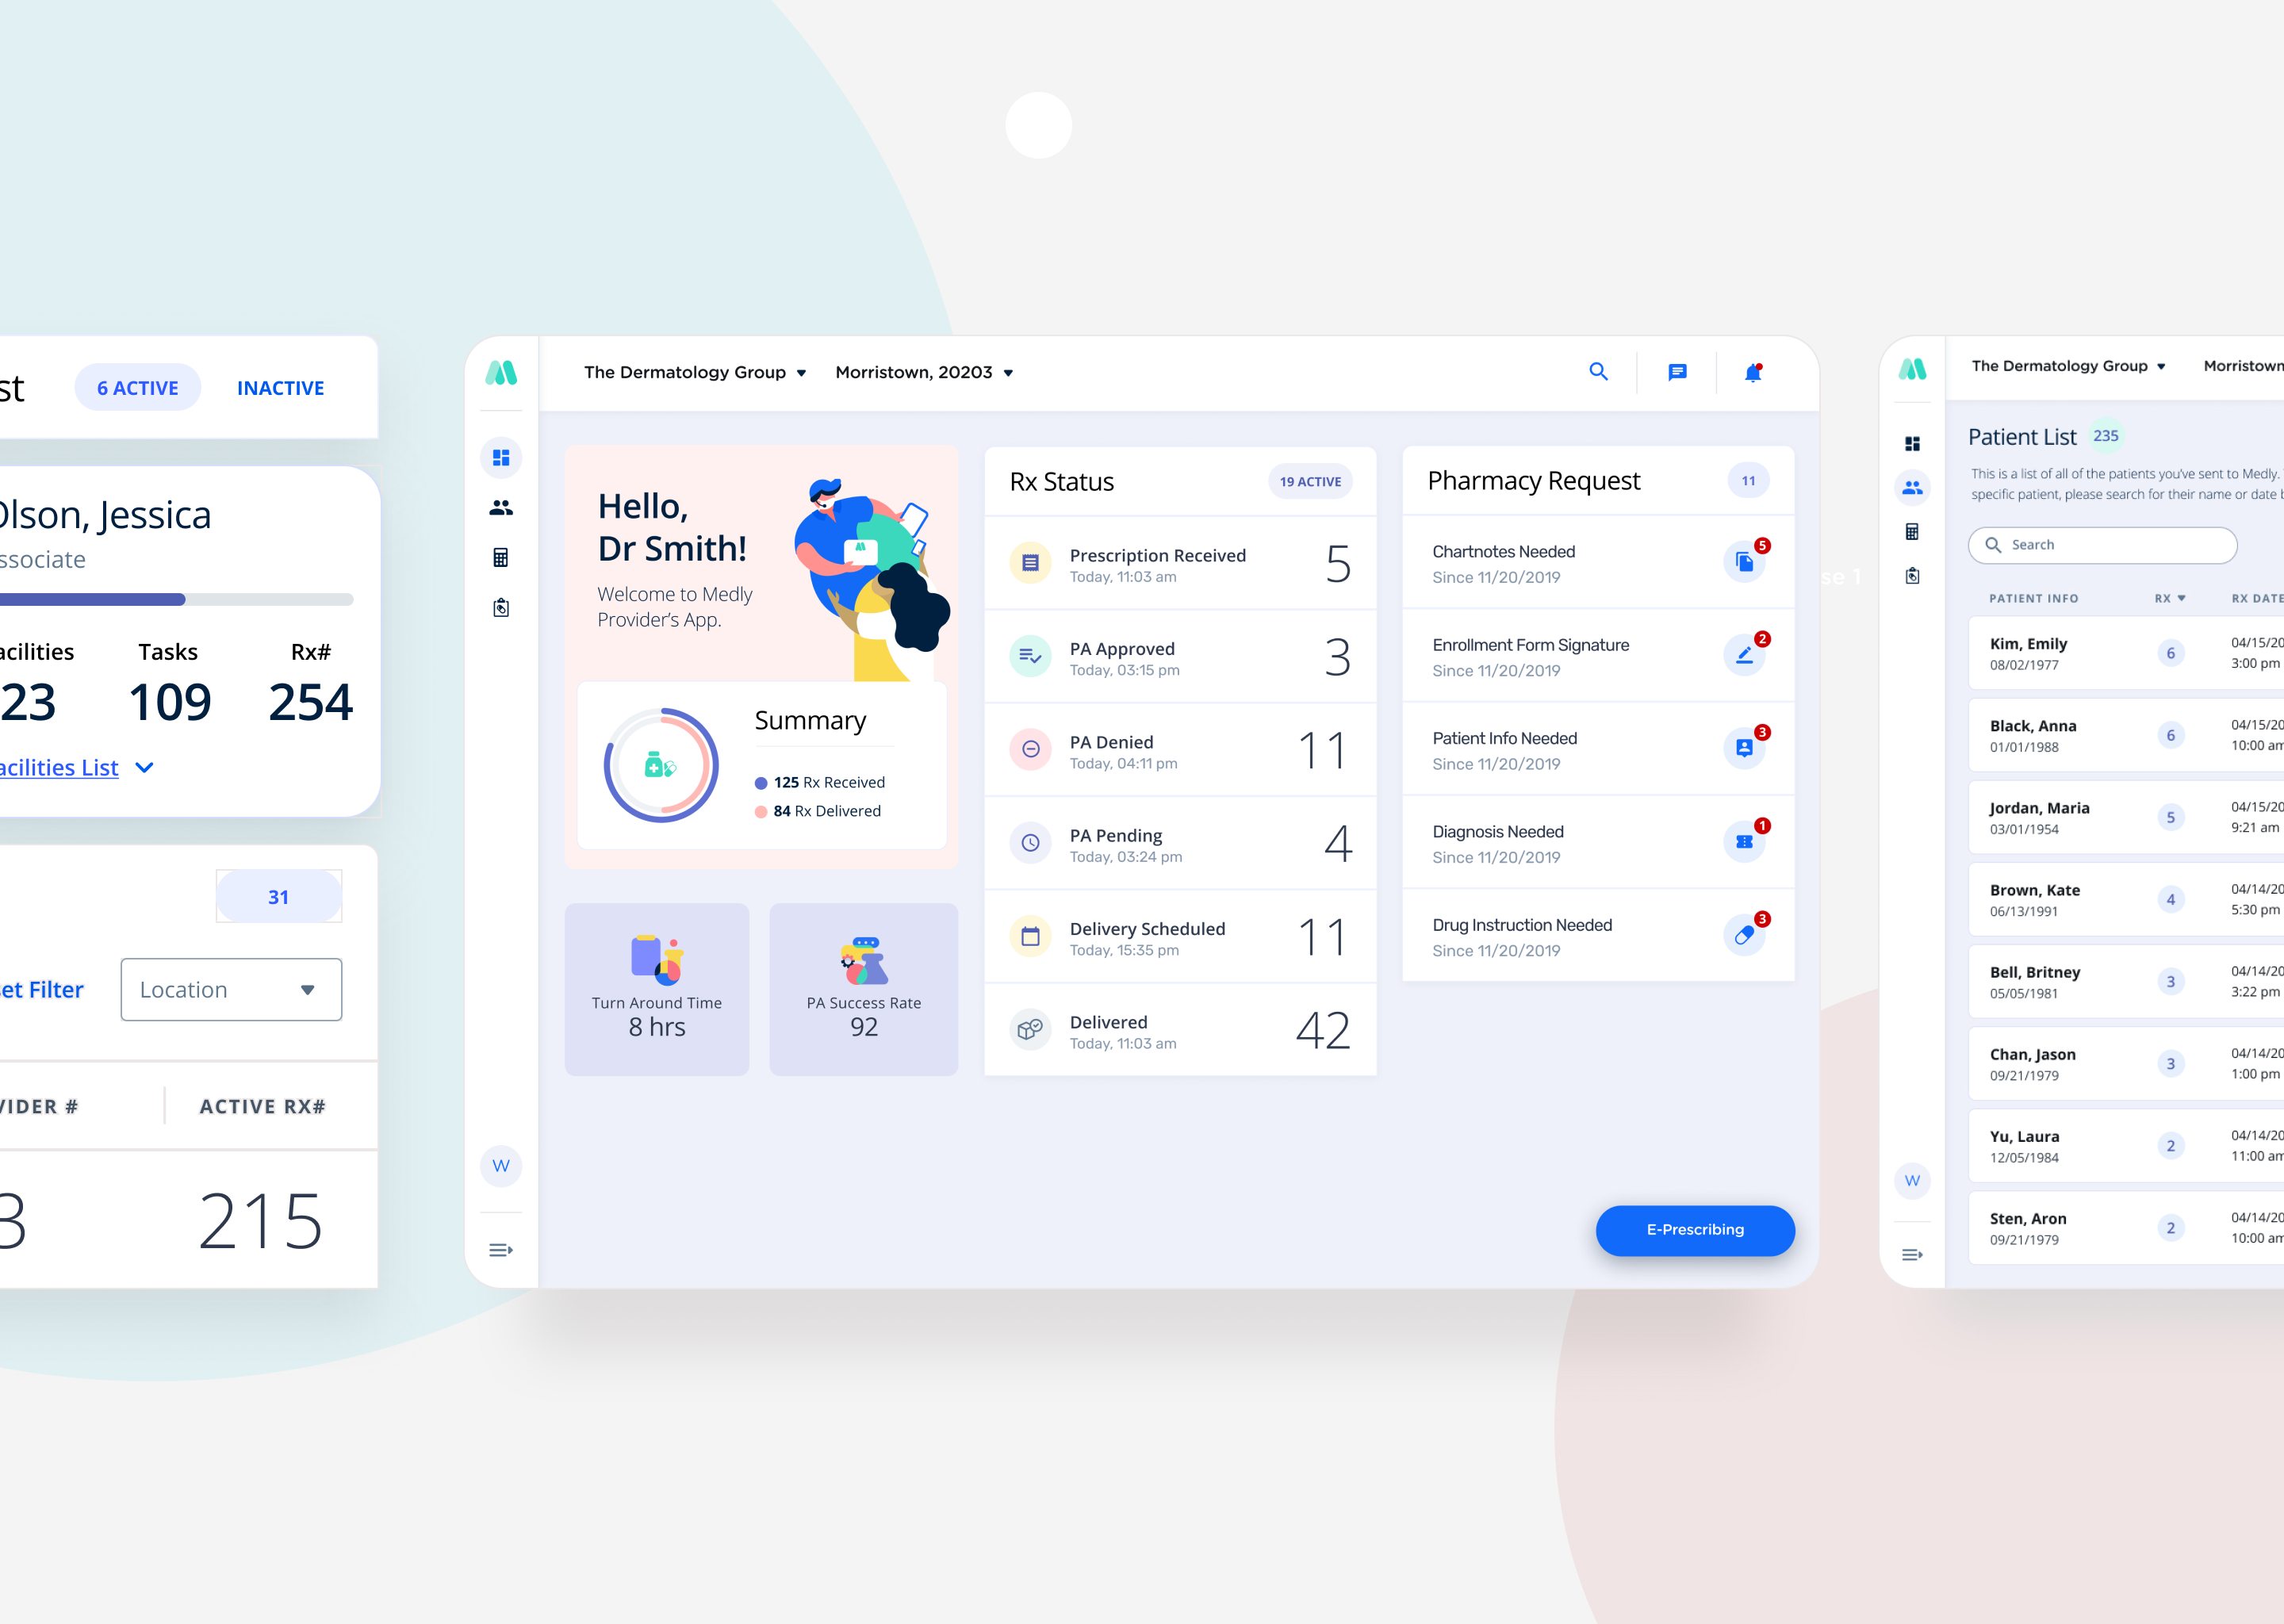 st
6 ACTIVE
INACTIVE
Olson, Jessica
ssociate
acilities
Tasks
Rx#
23
109
254
acilities List
31
et Filter
Location
VIDER #
ACTIVE RX#
3
215
The Dermatology Group
Morristown, 20203
Hello,
Dr Smith!
Welcome to Medly
Provider's App.
Summary
125 Rx Received
84 Rx Delivered
Turn Around Time
8 hrs
PA Success Rate
92
Rx Status
19 ACTIVE
Prescription Received
Today, 11:03 am
5
PA Approved
Today, 03:15 pm
3
PA Denied
Today, 04:11 pm
11
PA Pending
Today, 03:24 pm
4
Delivery Scheduled
Today, 15:35 pm
11
Delivered
Today, 11:03 am
42
Pharmacy Request
11
Chartnotes Needed
Since 11/20/2019
5
Enrollment Form Signature
Since 11/20/2019
2
Patient Info Needed
Since 11/20/2019
3
Diagnosis Needed
Since 11/20/2019
1
Drug Instruction Needed
Since 11/20/2019
3
W
E-Prescribing
se 1
The Dermatology Group
Morristown
Patient List
235
This is a list of all of the patients you've sent to Medly.
specific patient, please search for their name or date b
Search
PATIENT INFO
RX
RX DATE
Kim, Emily
08/02/1977
6
04/15/20
3:00 pm
Black, Anna
01/01/1988
6
04/15/20
10:00 am
Jordan, Maria
03/01/1954
5
04/15/20
9:21 am
Brown, Kate
06/13/1991
4
04/14/20
5:30 pm
Bell, Britney
05/05/1981
3
04/14/20
3:22 pm
Chan, Jason
09/21/1979
3
04/14/20
1:00 pm
Yu, Laura
12/05/1984
2
04/14/20
11:00 am
Sten, Aron
09/21/1979
2
04/14/20
10:00 am
W